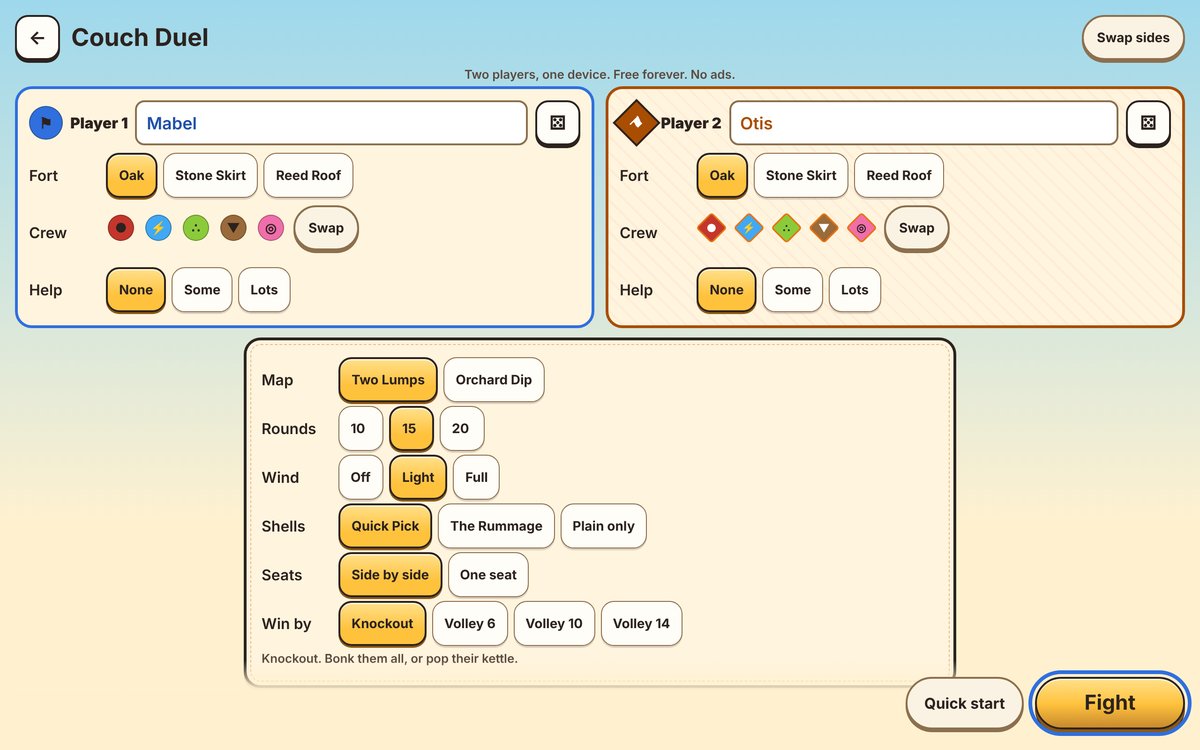 Couch Duel
Swap sides
Two players, one device. Free forever. No ads.
Player 1 Mabel
Fort Oak Stone Skirt Reed Roof
Crew Swap
Help None Some Lots
Player 2 Otis
Fort Oak Stone Skirt Reed Roof
Crew Swap
Help None Some Lots
Map Two Lumps Orchard Dip
Rounds 10 15 20
Wind Off Light Full
Shells Quick Pick The Rummage Plain only
Seats Side by side One seat
Win by Knockout Volley 6 Volley 10 Volley 14
Knockout. Bonk them all, or pop their kettle.
Quick start Fight